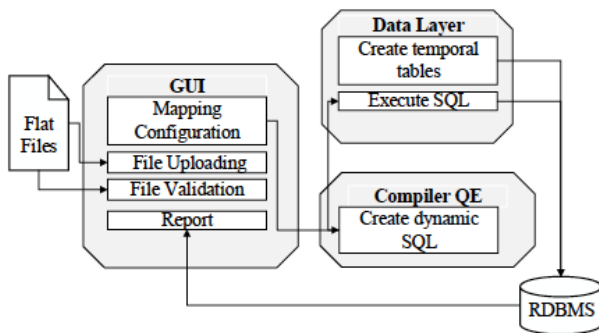 Data Layer
Create temporal
tables
Execute SQL
GUI
Mapping
Configuration
File Uploading
File Validation
Report
Flat
Files
Compiler QE
Create dynamic
SQL
RDBMS